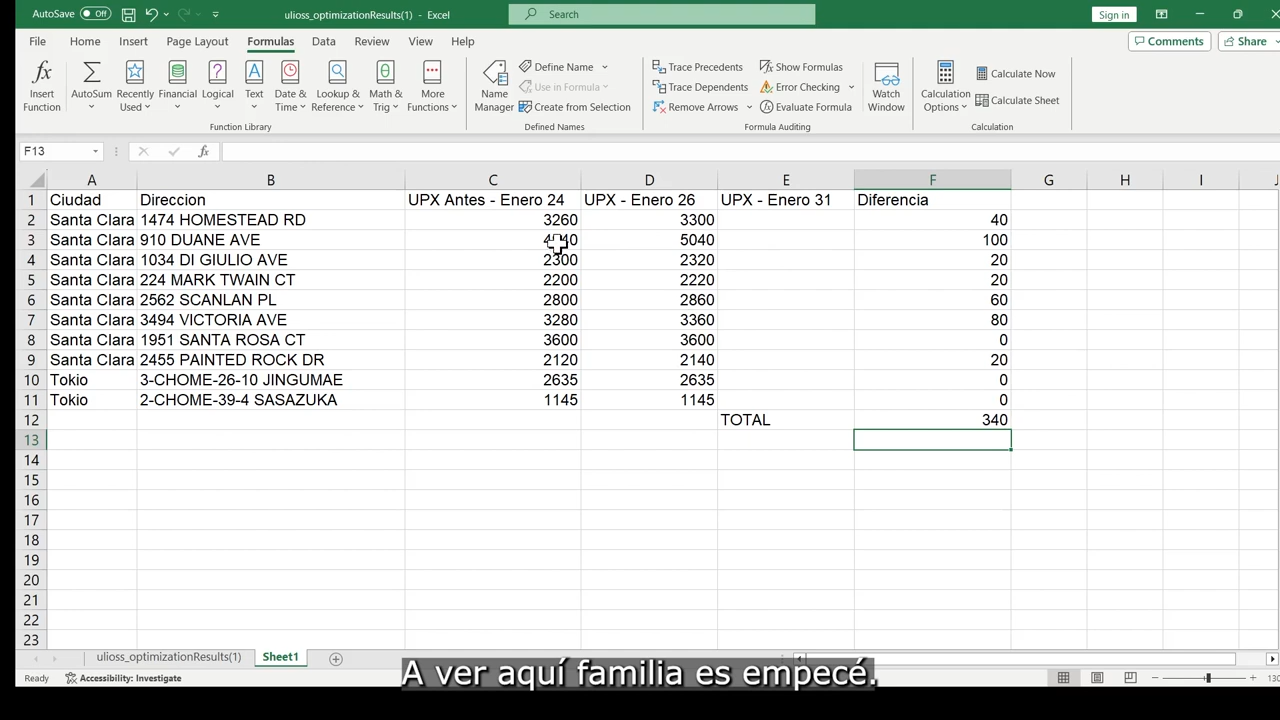 AutoSave Off ulioss_optimizationResults(1) - Excel Search Sign in
File Home Insert Page Layout Formulas Data Review View Help Comments Share
Insert Function
AutoSum
Recently Used
Financial
Logical
Text
Date & Time
Lookup & Reference
Math & Trig
More Functions
Function Library
Name Manager
Define Name
Use in Formula
Create from Selection
Defined Names
Trace Precedents
Trace Dependents
Remove Arrows
Show Formulas
Error Checking
Evaluate Formula
Formula Auditing
Watch Window
Calculation Options
Calculate Now
Calculate Sheet
Calculation
F13 fx
A B C D E F G H I J
1 Ciudad Direccion UPX Antes - Enero 24 UPX - Enero 26 UPX - Enero 31 Diferencia
2 Santa Clara 1474 HOMESTEAD RD 3260 3300 40
3 Santa Clara 910 DUANE AVE 5040 100
4 Santa Clara 1034 DI GIULIO AVE 2300 2320 20
5 Santa Clara 224 MARK TWAIN CT 2200 2220 20
6 Santa Clara 2562 SCANLAN PL 2800 2860 60
7 Santa Clara 3494 VICTORIA AVE 3280 3360 80
8 Santa Clara 1951 SANTA ROSA CT 3600 3600 0
9 Santa Clara 2455 PAINTED ROCK DR 2120 2140 20
10 Tokio 3-CHOME-26-10 JINGUMAE 2635 2635 0
11 Tokio 2-CHOME-39-4 SASAZUKA 1145 1145 0
12 TOTAL 340
13
14
15
16
17
18
19
20
21
22
23
ulioss_optimizationResults(1) Sheet1
A ver aquí familia es empecé.
Ready Accessibility: Investigate